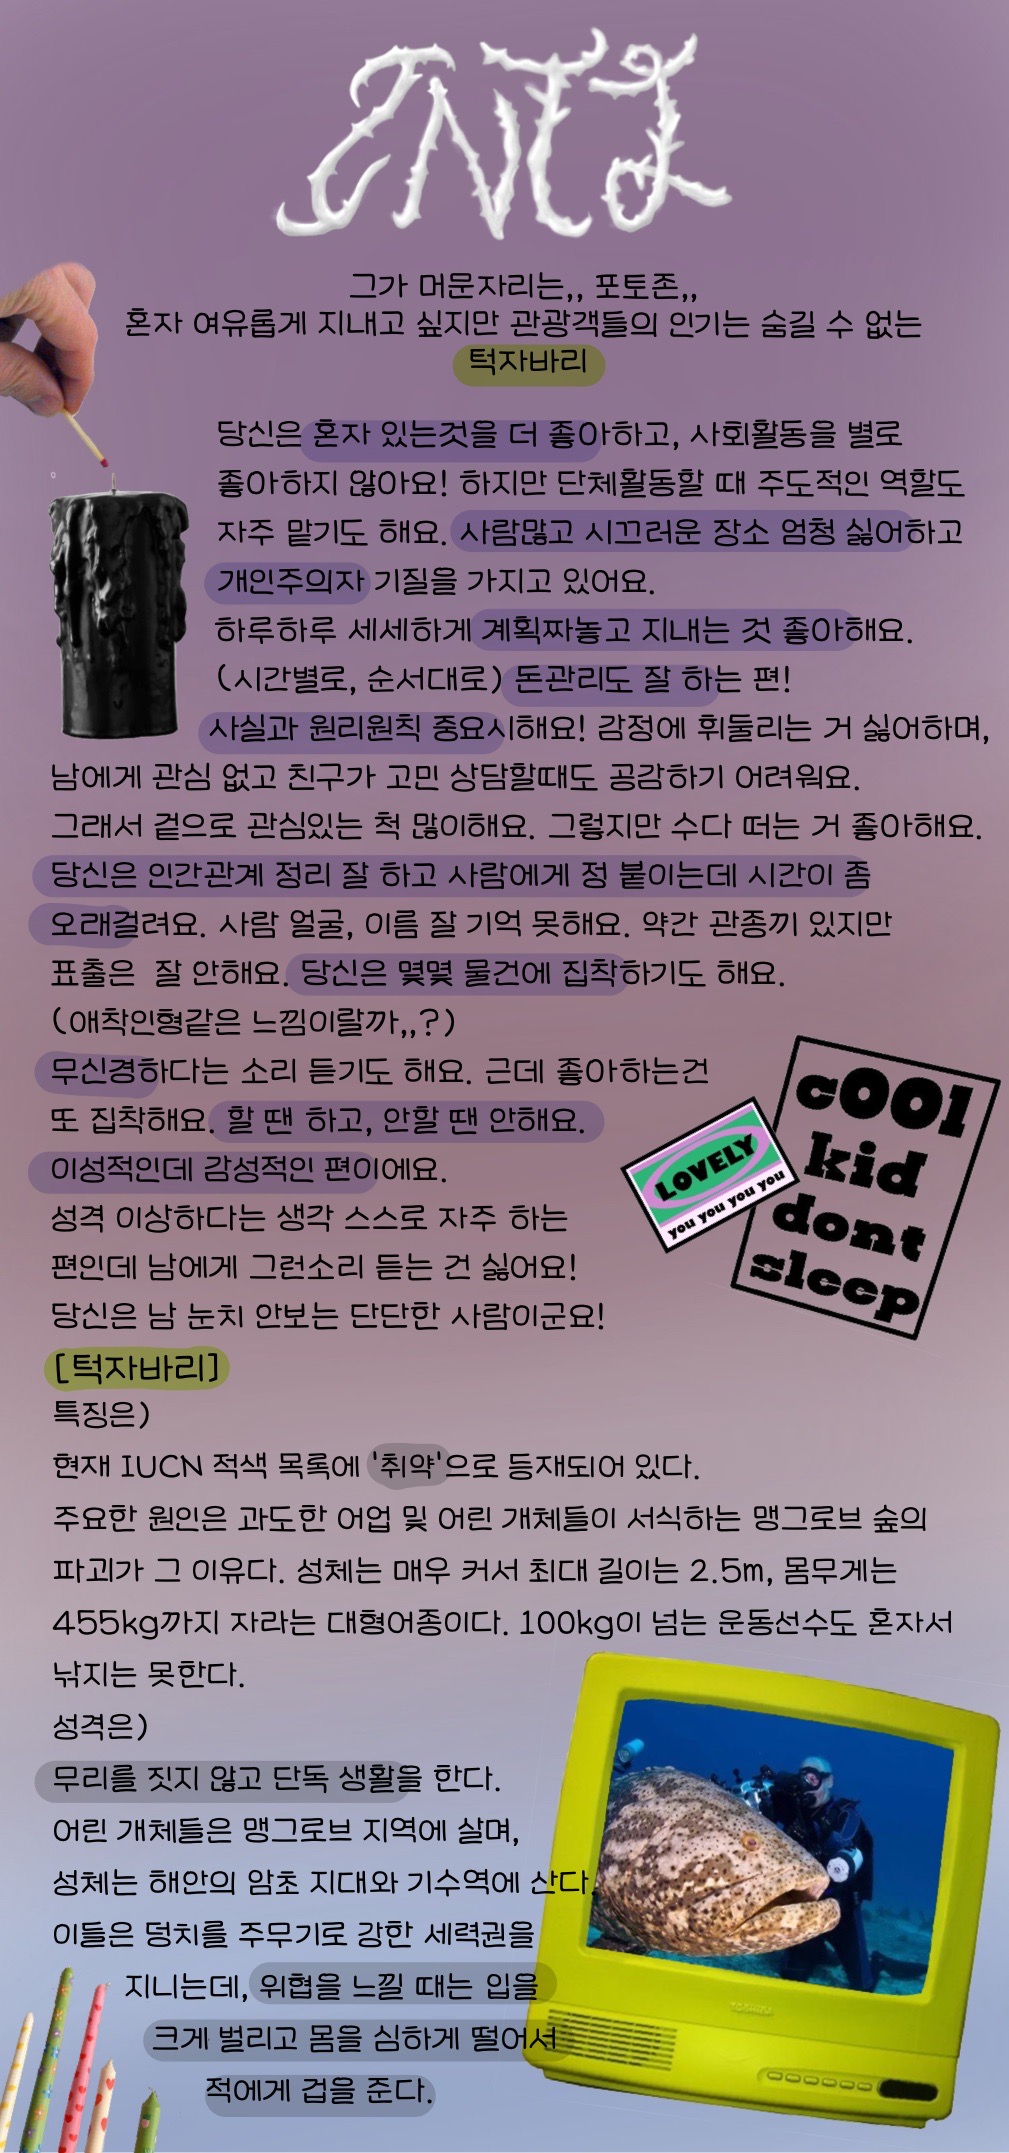 INTJ
그가 머문자리는,, 포토존,,
혼자 여유롭게 지내고 싶지만 관광객들의 인기는 숨길 수 없는
턱자바리
당신은 혼자 있는것을 더 좋아하고, 사회활동을 별로
좋아하지 않아요! 하지만 단체활동할 때 주도적인 역할도
자주 맡기도 해요. 사람많고 시끄러운 장소 엄청 싫어하고
개인주의자 기질을 가지고 있어요.
하루하루 세세하게 계획짜놓고 지내는 것 좋아해요.
(시간별로, 순서대로) 돈관리도 잘 하는 편!
사실과 원리원칙 중요시해요! 감정에 휘둘리는 거 싫어하며,
남에게 관심 없고 친구가 고민 상담할때도 공감하기 어려워요.
그래서 겉으로 관심있는 척 많이해요. 그렇지만 수다 떠는 거 좋아해요.
당신은 인간관계 정리 잘 하고 사람에게 정 붙이는데 시간이 좀
오래걸려요. 사람 얼굴, 이름 잘 기억 못해요. 약간 관종끼 있지만
표출은 잘 안해요. 당신은 몇몇 물건에 집착하기도 해요.
(애착인형같은 느낌이랄까,,?)
무신경하다는 소리 듣기도 해요. 근데 좋아하는건
또 집착해요. 할 땐 하고, 안할 땐 안해요.
이성적인데 감성적인 편이에요.
성격 이상하다는 생각 스스로 자주 하는
편인데 남에게 그런소리 듣는 건 싫어요!
당신은 남 눈치 안보는 단단한 사람이군요!
cOOl
kid
dont
sleep
LOVELY
you you you you
[턱자바리]
특징은)
현재 IUCN 적색 목록에 '취약'으로 등재되어 있다.
주요한 원인은 과도한 어업 및 어린 개체들이 서식하는 맹그로브 숲의
파괴가 그 이유다. 성체는 매우 커서 최대 길이는 2.5m, 몸무게는
455kg까지 자라는 대형어종이다. 100kg이 넘는 운동선수도 혼자서
낚지는 못한다.
성격은)
무리를 짓지 않고 단독 생활을 한다.
어린 개체들은 맹그로브 지역에 살며,
성체는 해안의 암초 지대와 기수역에 산다.
이들은 덩치를 주무기로 강한 세력권을
지니는데, 위협을 느낄 때는 입을
크게 벌리고 몸을 심하게 떨어서
적에게 겁을 준다.
TOSHIBA